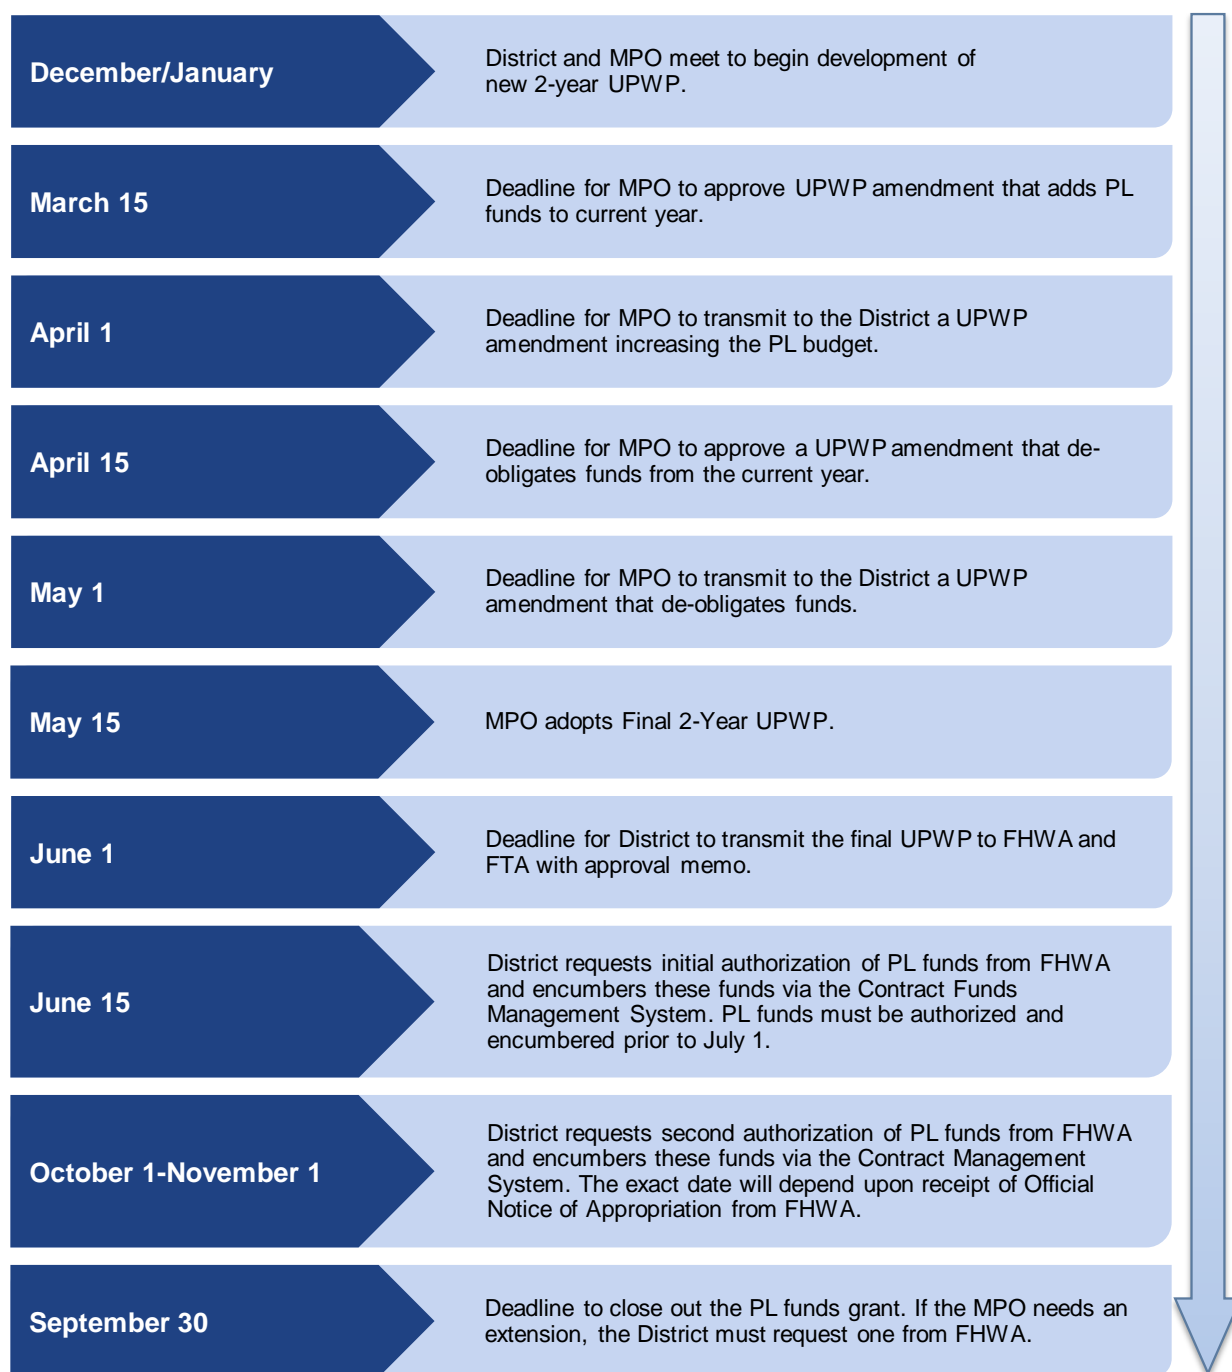 December/January
District and MPO meet to begin development of
new 2-year UPWP.
March 15
Deadline for MPO to approve UPWP amendment that adds PL
funds to current year.
April 1
Deadline for MPO to transmit to the District a UPWP
amendment increasing the PL budget.
April 15
Deadline for MPO to approve a UPWP amendment that de-
obligates funds from the current year.
May 1
Deadline for MPO to transmit to the District a UPWP
amendment that de-obligates funds.
May 15
MPO adopts Final 2-Year UPWP.
June 1
Deadline for District to transmit the final UPWP to FHWA and
FTA with approval memo.
June 15
District requests initial authorization of PL funds from FHWA
and encumbers these funds via the Contract Funds
Management System. PL funds must be authorized and
encumbered prior to July 1.
October 1-November 1
District requests second authorization of PL funds from FHWA
and encumbers these funds via the Contract Management
System. The exact date will depend upon receipt of Official
Notice of Appropriation from FHWA.
September 30
Deadline to close out the PL funds grant. If the MPO needs an
extension, the District must request one from FHWA.